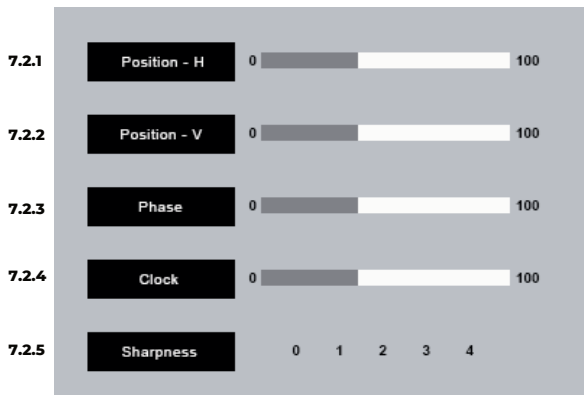 7.2.1 Position - H 0 100
7.2.2 Position - V 0 100
7.2.3 Phase 0 100
7.2.4 Clock 0 100
7.2.5 Sharpness 0 1 2 3 4